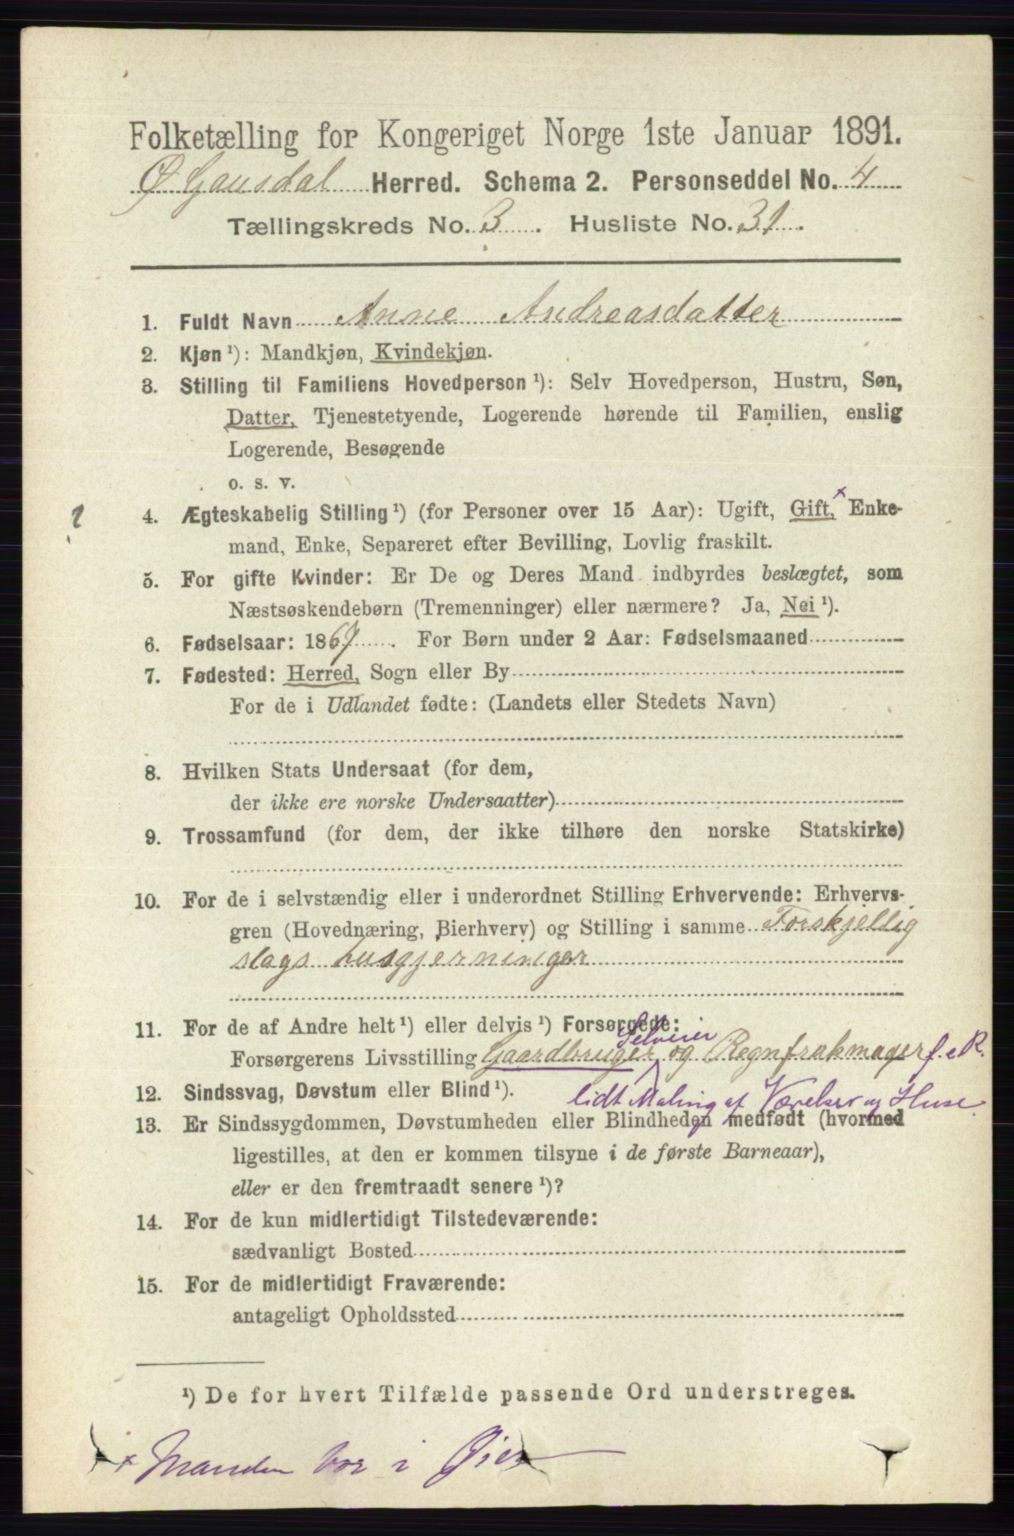 Folketælling for Kongeriget Norge 1ste Januar 1891.
Ø Gausdal Herred. Schema 2. Personseddel No. 4
Tællingskreds No. 3. Husliste No. 31.
1. Fuldt Navn Anne Andreasdatter
2. Kjøn ¹): Mandkjøn, Kvindekjøn.
3. Stilling til Familiens Hovedperson ¹): Selv Hovedperson, Hustru, Søn,
Datter, Tjenestetyende, Logerende hørende til Familien, enslig
Logerende, Besøgende
o. s. v.
? 4. Ægteskabelig Stilling ¹) (for Personer over 15 Aar): Ugift, Gift, × Enke-
mand, Enke, Separeret efter Bevilling, Lovlig fraskilt.
5. For gifte Kvinder: Er De og Deres Mand indbyrdes beslægtet, som
Næstsøskendebørn (Tremenninger) eller nærmere? Ja, Nei ¹).
6. Fødselsaar: 1867. For Børn under 2 Aar: Fødselsmaaned
7. Fødested: Herred, Sogn eller By
For de i Udlandet fødte: (Landets eller Stedets Navn)
8. Hvilken Stats Undersaat (for dem,
der ikke ere norske Undersaatter)
9. Trossamfund (for dem, der ikke tilhøre den norske Statskirke)
10. For de i selvstændig eller i underordnet Stilling Erhvervende: Erhvervs-
gren (Hovednæring, Bierhverv) og Stilling i samme Forskjellig
slags husgjerninger
11. For de af Andre helt ¹) eller delvis ¹) Forsørgede:
Selveier
Forsørgerens Livsstilling Gaardbruger og Regnfrakmager f. e R.
12. Sindssvag, Døvstum eller Blind ¹).
lidt Maling af Værelser og Huse.
13. Er Sindssygdommen, Døvstumheden eller Blindheden medfødt (hvormed
ligestilles, at den er kommen tilsyne i de første Barneaar),
eller er den fremtraadt senere ¹)?
14. For de kun midlertidigt Tilstedeværende:
sædvanligt Bosted
15. For de midlertidigt Fraværende:
antageligt Opholdssted
¹) De for hvert Tilfælde passende Ord understreges.
× Manden bor i Øier